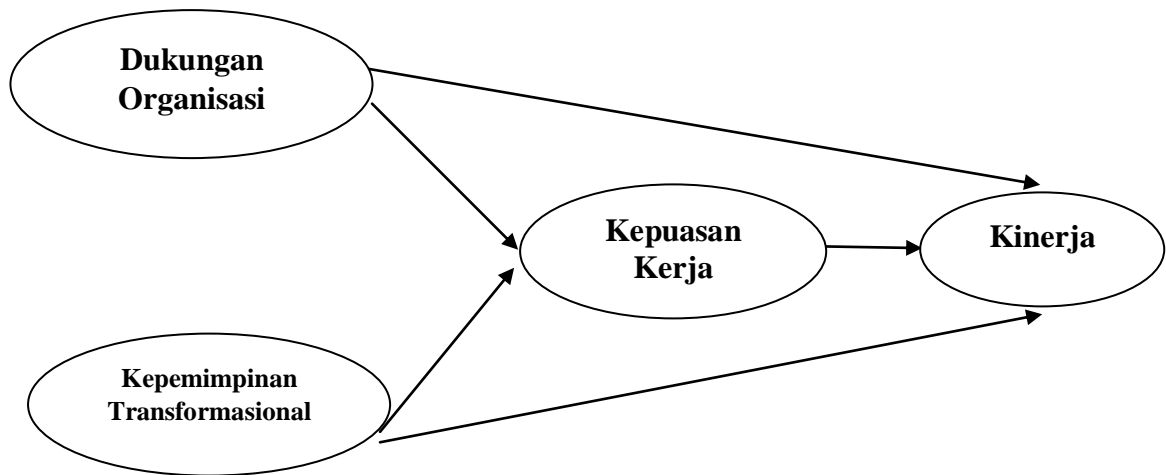 Dukungan
Organisasi
Kepuasan
Kerja
Kinerja
Kepemimpinan
Transformasional